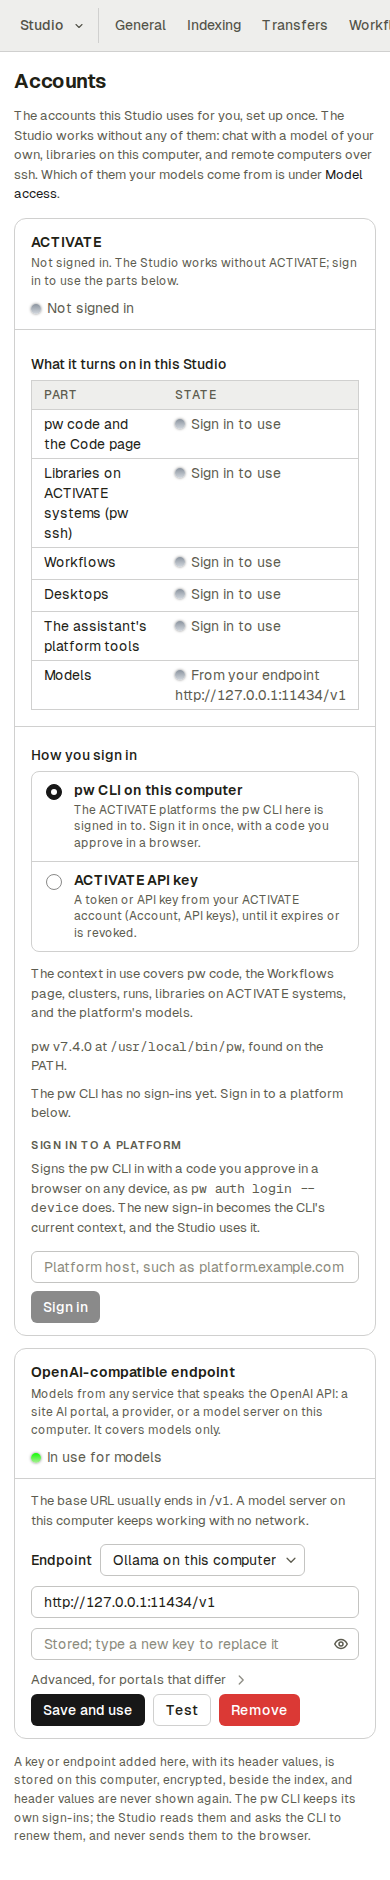 Studio
General Indexing Transfers Workf
Accounts
The accounts this Studio uses for you, set up once. The
Studio works without any of them: chat with a model of your
own, libraries on this computer, and remote computers over
ssh. Which of them your models come from is under Model
access.
ACTIVATE
Not signed in. The Studio works without ACTIVATE; sign
in to use the parts below.
Not signed in
What it turns on in this Studio
PART STATE
pw code and
the Code page
Sign in to use
Libraries on
ACTIVATE
systems (pw
ssh)
Sign in to use
Workflows Sign in to use
Desktops Sign in to use
The assistant's
platform tools
Sign in to use
Models From your endpoint
http://127.0.0.1:11434/v1
How you sign in
pw CLI on this computer
The ACTIVATE platforms the pw CLI here is
signed in to. Sign it in once, with a code you
approve in a browser.
ACTIVATE API key
A token or API key from your ACTIVATE
account (Account, API keys), until it expires or
is revoked.
The context in use covers pw code, the Workflows
page, clusters, runs, libraries on ACTIVATE systems,
and the platform's models.
pw v7.4.0 at /usr/local/bin/pw, found on the
PATH.
The pw CLI has no sign-ins yet. Sign in to a platform
below.
SIGN IN TO A PLATFORM
Signs the pw CLI in with a code you approve in a
browser on any device, as pw auth login --
device does. The new sign-in becomes the CLI's
current context, and the Studio uses it.
Platform host, such as platform.example.com
Sign in
OpenAI-compatible endpoint
Models from any service that speaks the OpenAI API: a
site AI portal, a provider, or a model server on this
computer. It covers models only.
In use for models
The base URL usually ends in /v1. A model server on
this computer keeps working with no network.
Endpoint Ollama on this computer
http://127.0.0.1:11434/v1
Stored; type a new key to replace it
Advanced, for portals that differ
Save and use Test Remove
A key or endpoint added here, with its header values, is
stored on this computer, encrypted, beside the index, and
header values are never shown again. The pw CLI keeps its
own sign-ins; the Studio reads them and asks the CLI to
renew them, and never sends them to the browser.